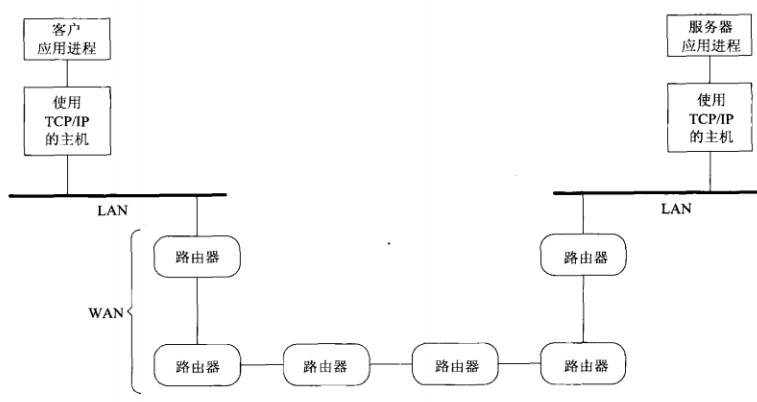 客户
应用进程
服务器
应用进程
使用
TCP/IP
的主机
使用
TCP/IP
的主机
LAN
LAN
路由器
路由器
WAN
路由器
路由器
路由器
路由器